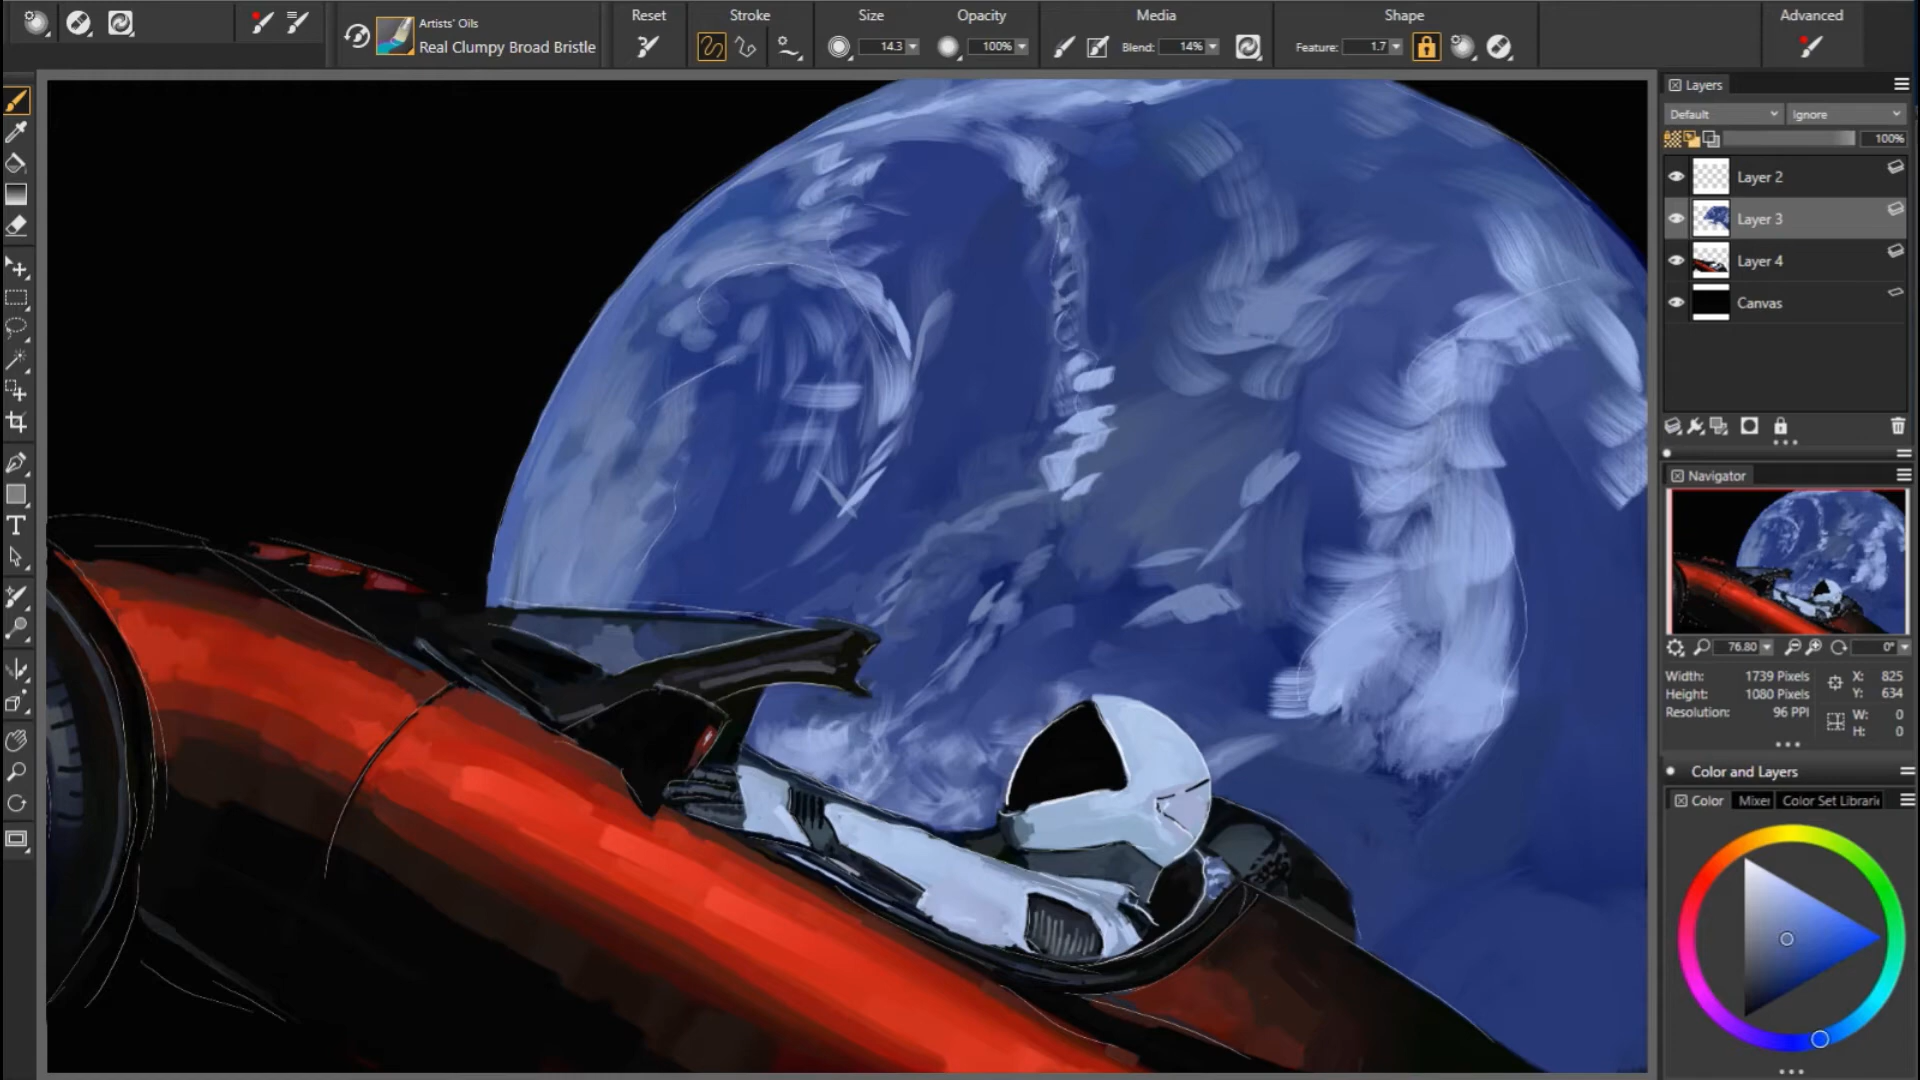 Artists' Oils
Real Clumpy Broad Bristle
Reset
Stroke
Size
14.3
Opacity
100%
Media
Blend: 14%
Shape
Feature: 1.7
Advanced
Layers
Default
Ignore
100%
Layer 2
Layer 3
Layer 4
Canvas
Navigator
76.80
0°
Width: 1739 Pixels
Height: 1080 Pixels
Resolution: 96 PPI
X: 825
Y: 634
W: 0
H: 0
Color and Layers
Color
Mixer
Color Set Librari
T